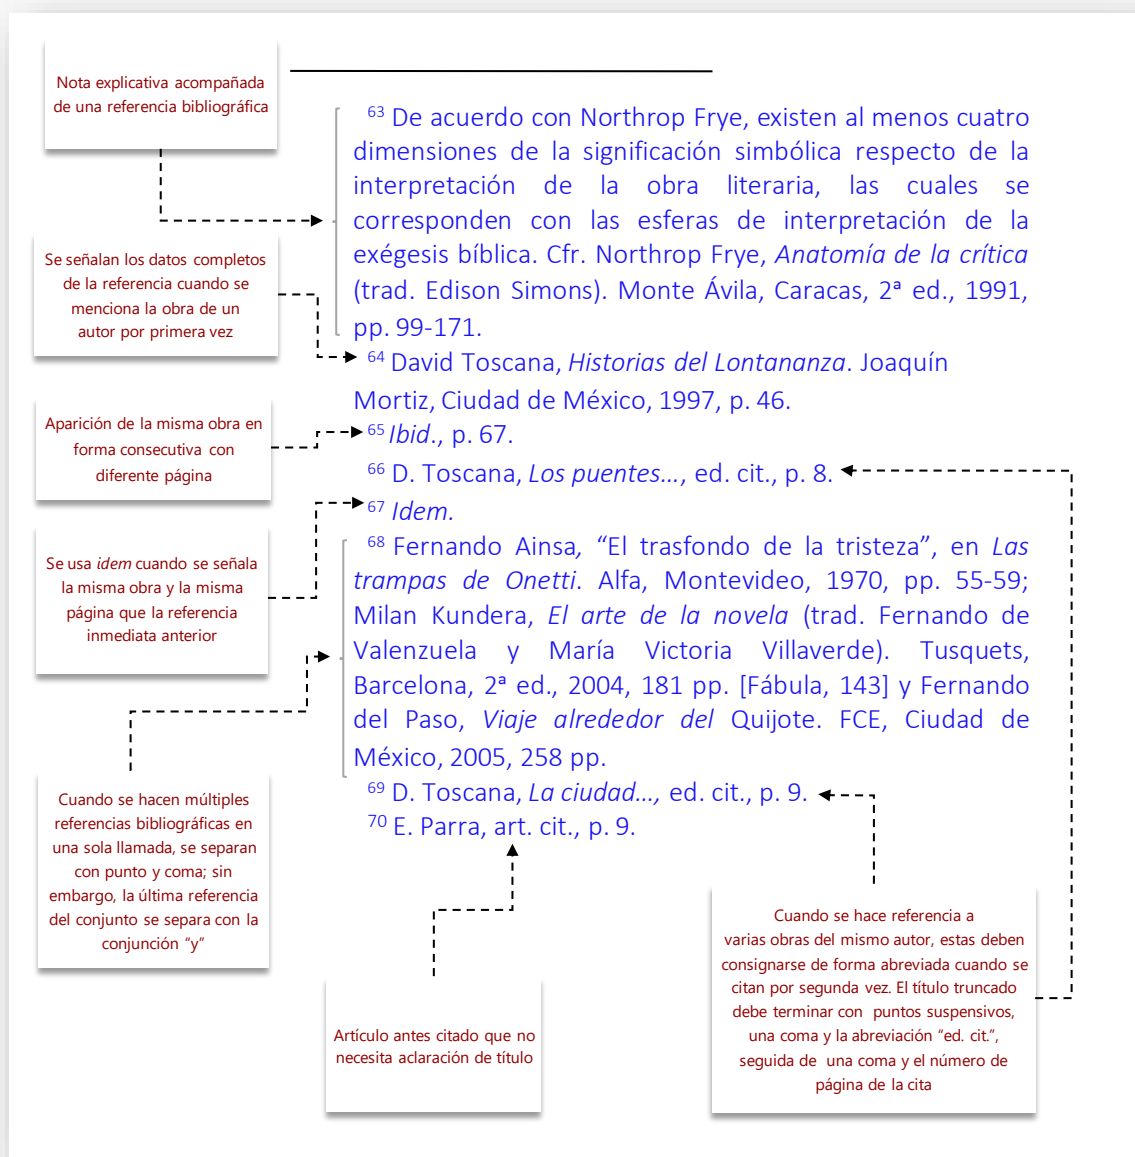 Nota explicativa acompañada
de una referencia bibliográfica
⁶³ De acuerdo con Northrop Frye, existen al menos cuatro
dimensiones de la significación simbólica respecto de la
interpretación de la obra literaria, las cuales se
corresponden con las esferas de interpretación de la
exégesis bíblica. Cfr. Northrop Frye, Anatomía de la crítica
(trad. Edison Simons). Monte Ávila, Caracas, 2ª ed., 1991,
pp. 99-171.
Se señalan los datos completos
de la referencia cuando se
menciona la obra de un
autor por primera vez
⁶⁴ David Toscana, Historias del Lontananza. Joaquín
Mortiz, Ciudad de México, 1997, p. 46.
Aparición de la misma obra en
forma consecutiva con
diferente página
⁶⁵ Ibid., p. 67.
⁶⁶ D. Toscana, Los puentes..., ed. cit., p. 8.
⁶⁷ Idem.
Se usa idem cuando se señala
la misma obra y la misma
página que la referencia
inmediata anterior
⁶⁸ Fernando Ainsa, “El trasfondo de la tristeza”, en Las
trampas de Onetti. Alfa, Montevideo, 1970, pp. 55-59;
Milan Kundera, El arte de la novela (trad. Fernando de
Valenzuela y María Victoria Villaverde). Tusquets,
Barcelona, 2ª ed., 2004, 181 pp. [Fábula, 143] y Fernando
del Paso, Viaje alrededor del Quijote. FCE, Ciudad de
México, 2005, 258 pp.
Cuando se hacen múltiples
referencias bibliográficas en
una sola llamada, se separan
con punto y coma; sin
embargo, la última referencia
del conjunto se separa con la
conjunción “y”
⁶⁹ D. Toscana, La ciudad..., ed. cit., p. 9.
⁷⁰ E. Parra, art. cit., p. 9.
Artículo antes citado que no
necesita aclaración de título
Cuando se hace referencia a
varias obras del mismo autor, estas deben
consignarse de forma abreviada cuando se
citan por segunda vez. El título truncado
debe terminar con puntos suspensivos,
una coma y la abreviación “ed. cit.”,
seguida de una coma y el número de
página de la cita